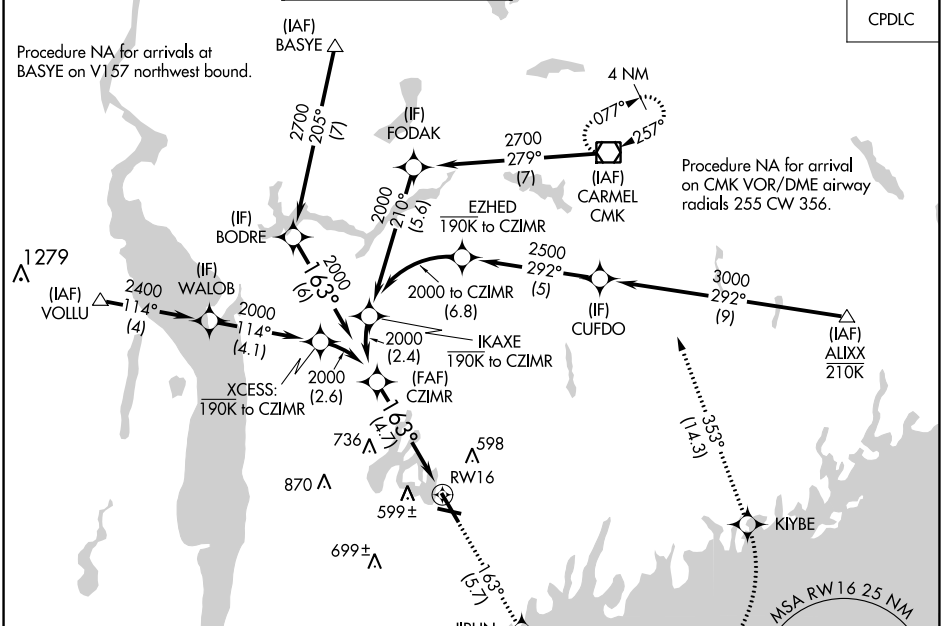 CPDLC
Procedure NA for arrivals at
BASYE on V157 northwest bound.
(IAF)
BASYE
2700
205°
(7)
(IF)
FODAK
4 NM
077°
257°
2700
279°
(7)
(IAF)
CARMEL
CMK
Procedure NA for arrival
on CMK VOR/DME airway
radials 255 CW 356.
2000
210°
(5.6)
(IF)
BODRE
EZHED
190K to CZIMR
2500
292°
(5)
3000
292°
(9)
(IF)
CUFDO
(IAF)
ALIXX
210K
1279
(IAF)
VOLLU
2400
114°
(4)
(IF)
WALOB
2000
114°
(4.1)
2000
163°
(6)
2000 to CZIMR
(6.8)
2000
(2.4)
IKAXE
190K to CZIMR
XCESS:
190K to CZIMR
2000
(2.6)
(FAF)
CZIMR
163°
(4.7)
353°
(14.3)
736
598
870
RW16
599±
KIYBE
699±
163°
(5.7)
MSA RW16 25 NM